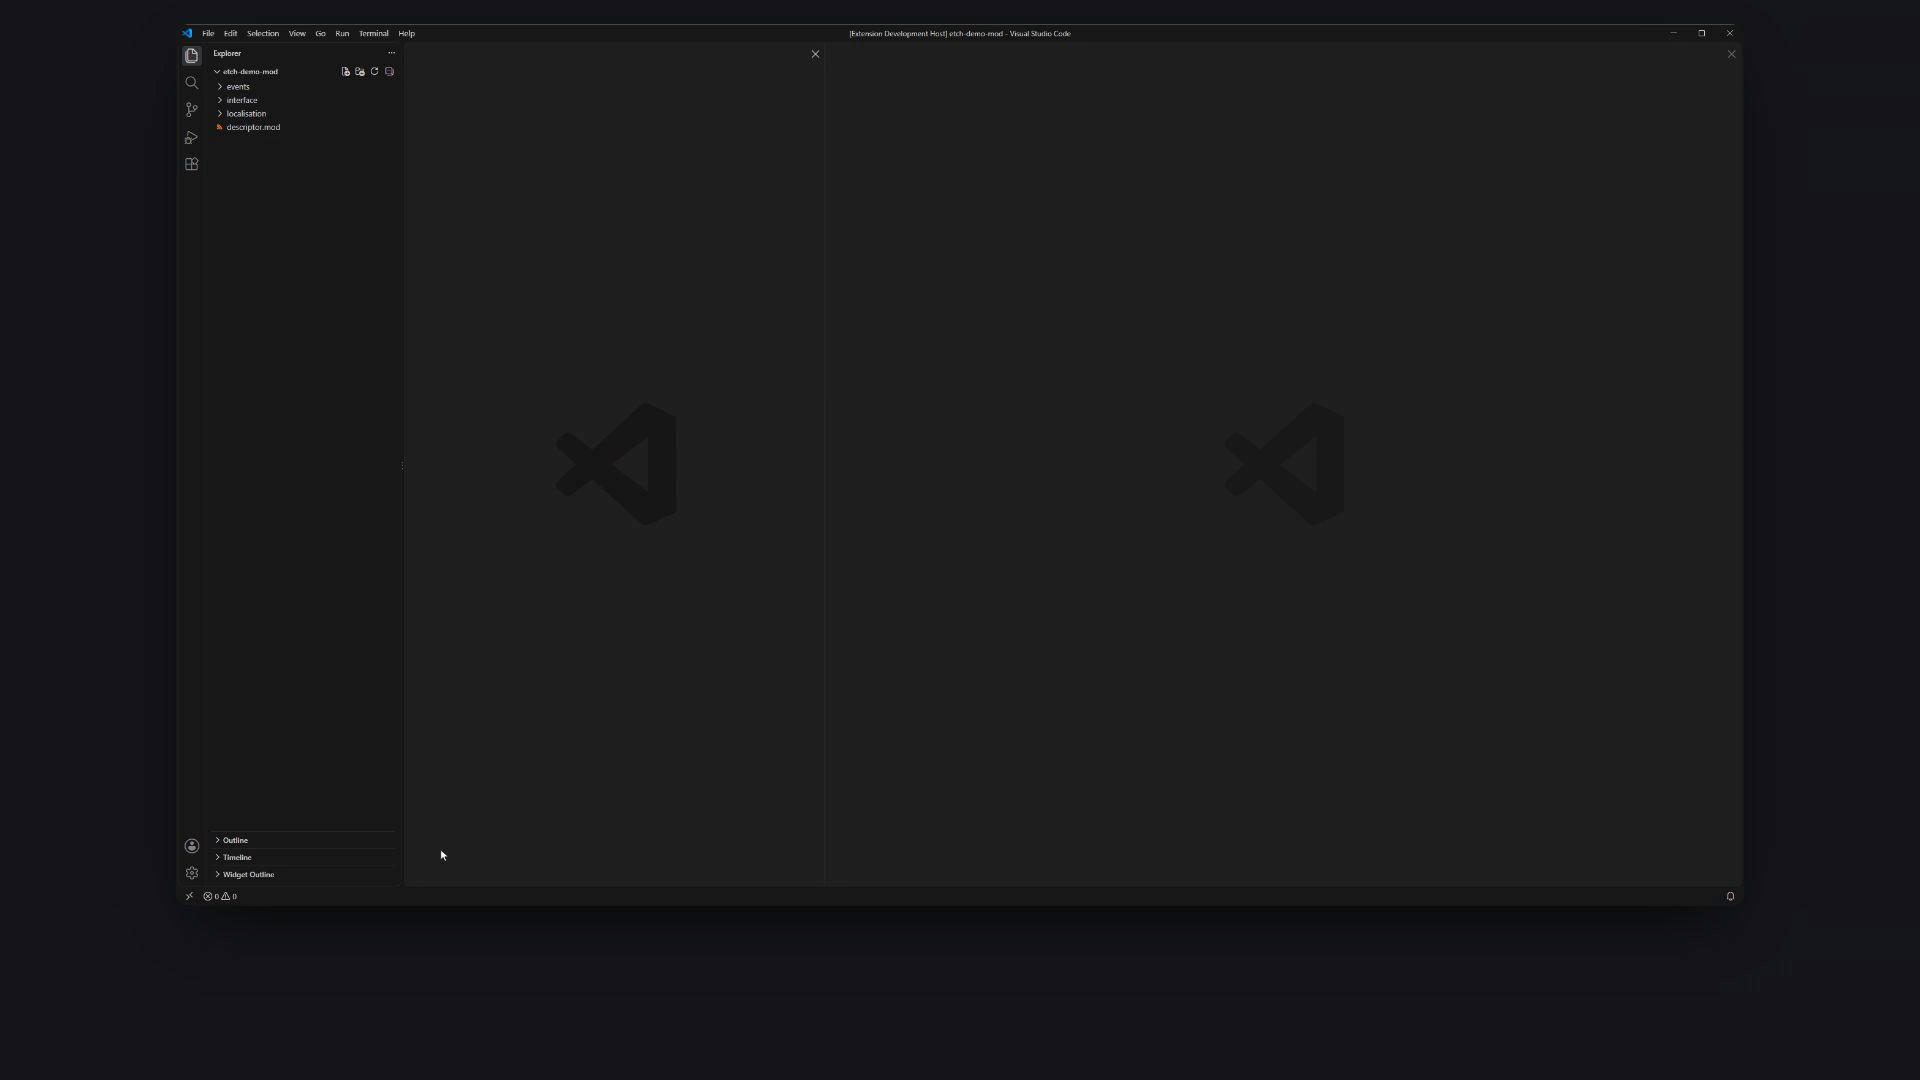 File Edit Selection View Go Run Terminal Help
[Extension Development Host] etch-demo-mod - Visual Studio Code
Explorer
etch-demo-mod
events
interface
localisation
descriptor.mod
Outline
Timeline
Widget Outline
0 0